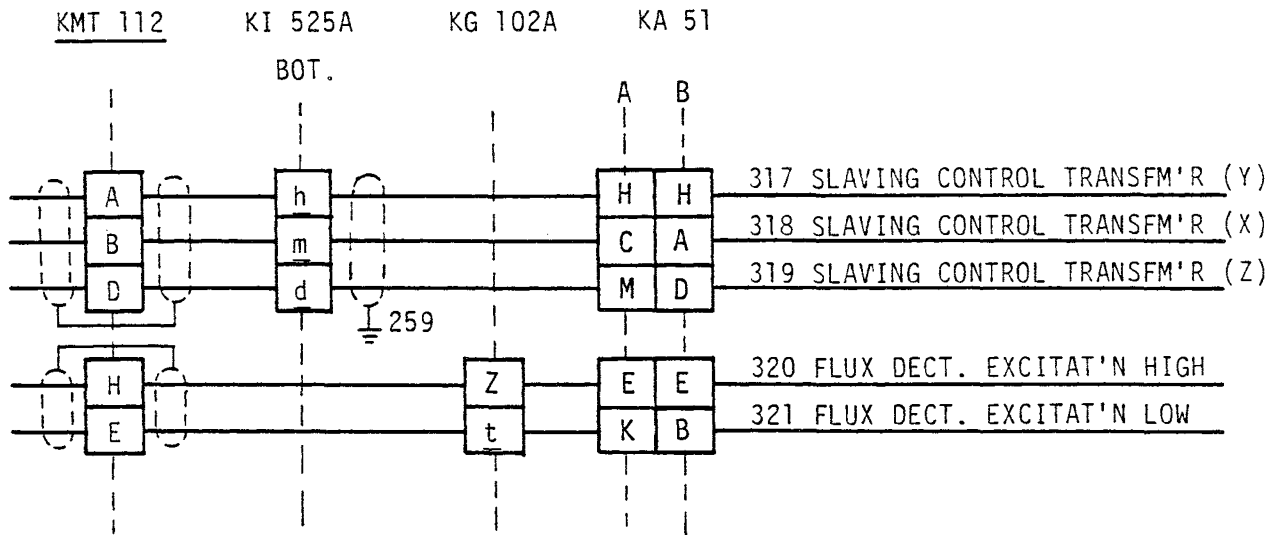 KMT 112 KI 525A KG 102A KA 51
BOT.
A B
A h H H 317 SLAVING CONTROL TRANSFM'R (Y)
B m C A 318 SLAVING CONTROL TRANSFM'R (X)
D d M D 319 SLAVING CONTROL TRANSFM'R (Z)
259
H Z E E 320 FLUX DECT. EXCITAT'N HIGH
E t K B 321 FLUX DECT. EXCITAT'N LOW